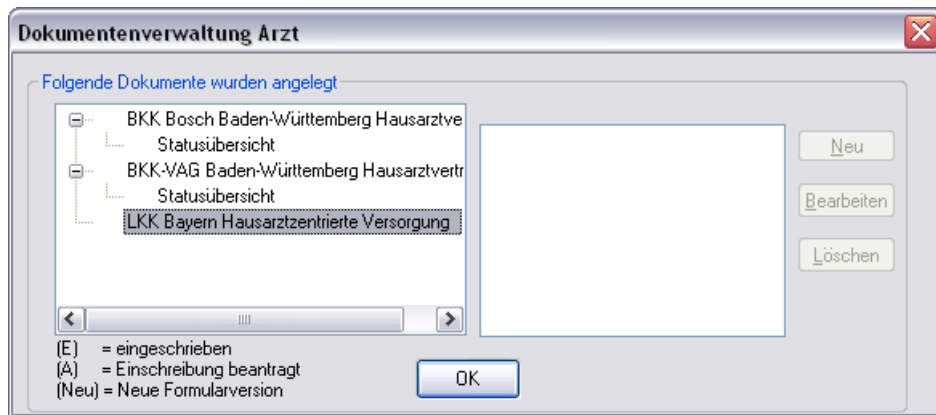 Dokumentenverwaltung Arzt
Folgende Dokumente wurden angelegt
BKK Bosch Baden-Württemberg Hausarztve
Statusübersicht
BKK-VAG Baden-Württemberg Hausarztvertr
Statusübersicht
LKK Bayern Hausarztzentrierte Versorgung
Neu
Bearbeiten
Löschen
(E) = eingeschrieben
(A) = Einschreibung beantragt
(Neu) = Neue Formularversion
OK